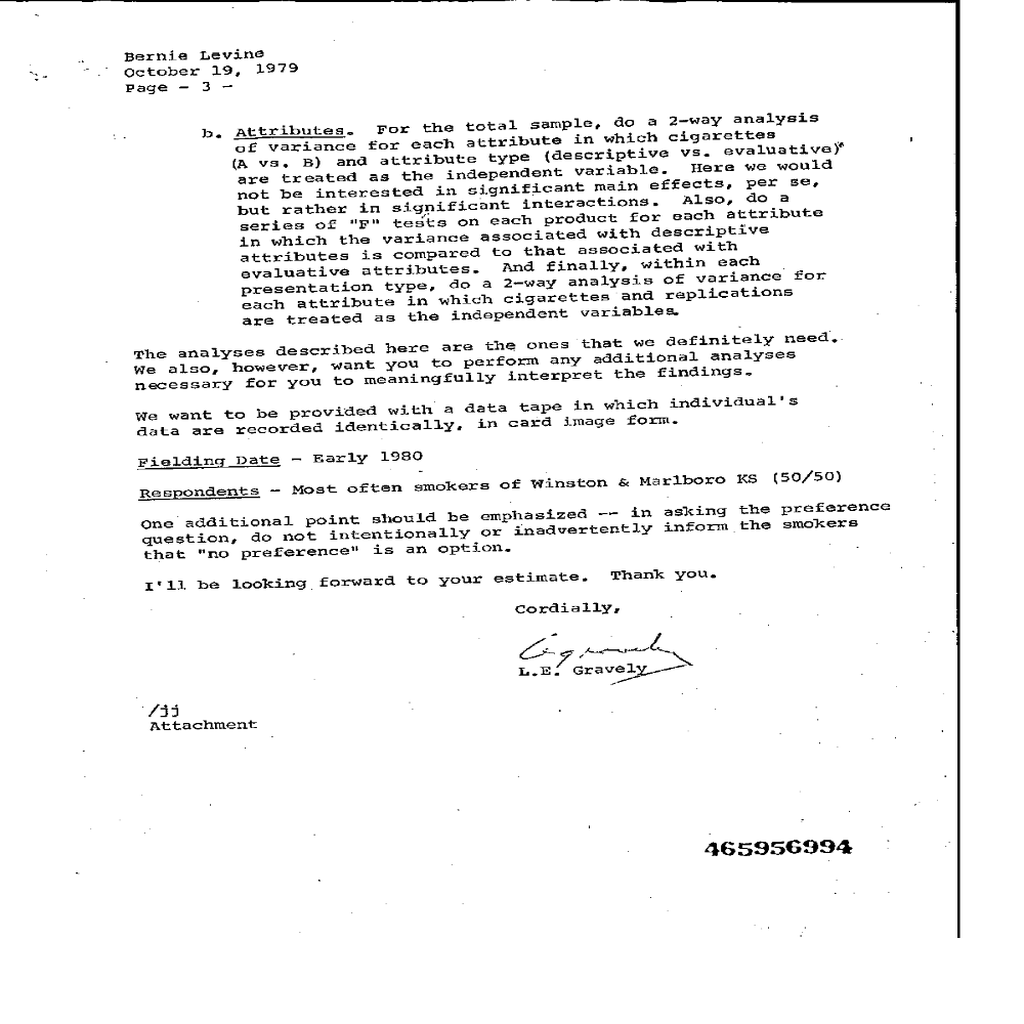 Bernie Levine
October 19, 1979
Page - 3 -
b. Attributes. For the total sample, do a 2-way analysis
of variance for each attribute in which cigarettes
(A vs. B) and attribute type (descriptive vs. evaluative)
are treated as the independent variable. Here we would
not be interested in significant main effects, per se,
but rather in significant interactions. Also, do a
series of "F" tests on each product for each attribute
in which the variance associated with descriptive
attributes is compared to that associated with
evaluative attributes. And finally, within each
presentation type, do a 2-way analysis of variance for
each attribute in which cigarettes and replications
are treated as the independent variables.
The analyses described here are the ones that we definitely need.
We also, however, want you to perform any additional analyses
necessary for you to meaningfully interpret the findings.
We want to be provided with a data tape in which individual's
data are recorded identically, in card image form.
Fielding Date - Early 1980
Respondents - Most often smokers of Winston & Marlboro KS (50/50)
One additional point should be emphasized -- in asking the preference
question, do not intentionally or inadvertently inform the smokers
that "no preference" is an option.
I'll be looking forward to your estimate. Thank you.
Cordially,
L.E. Gravely
/jj
Attachment
465956994